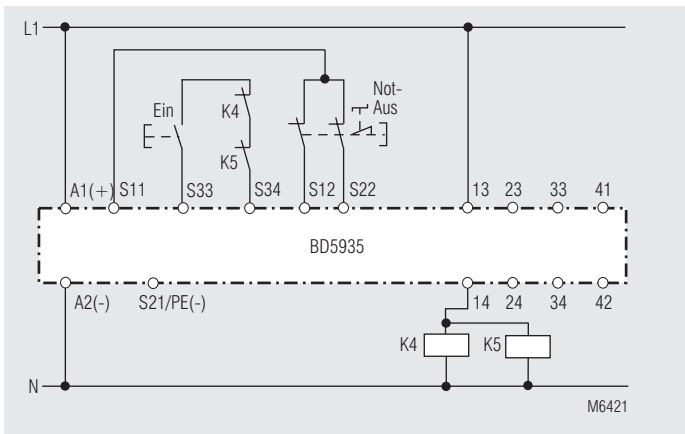 L1
Not-
Aus
Ein
K4
K5
A1(+) S11 S33 S34 S12 S22 13 23 33 41
BD5935
A2(-) S21/PE(-) 14 24 34 42
K4 K5
N
M6421